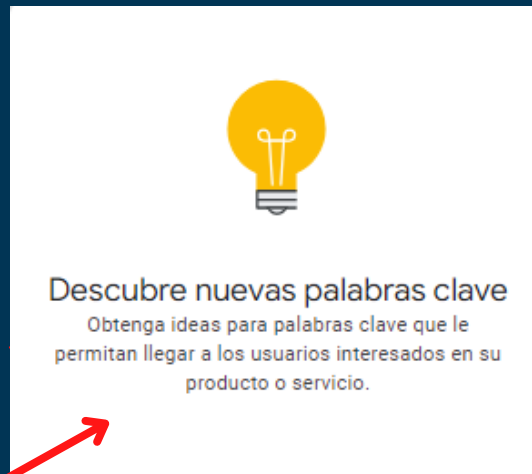 Descubre nuevas palabras clave
Obtenga ideas para palabras clave que le
permitan llegar a los usuarios interesados en su
producto o servicio.